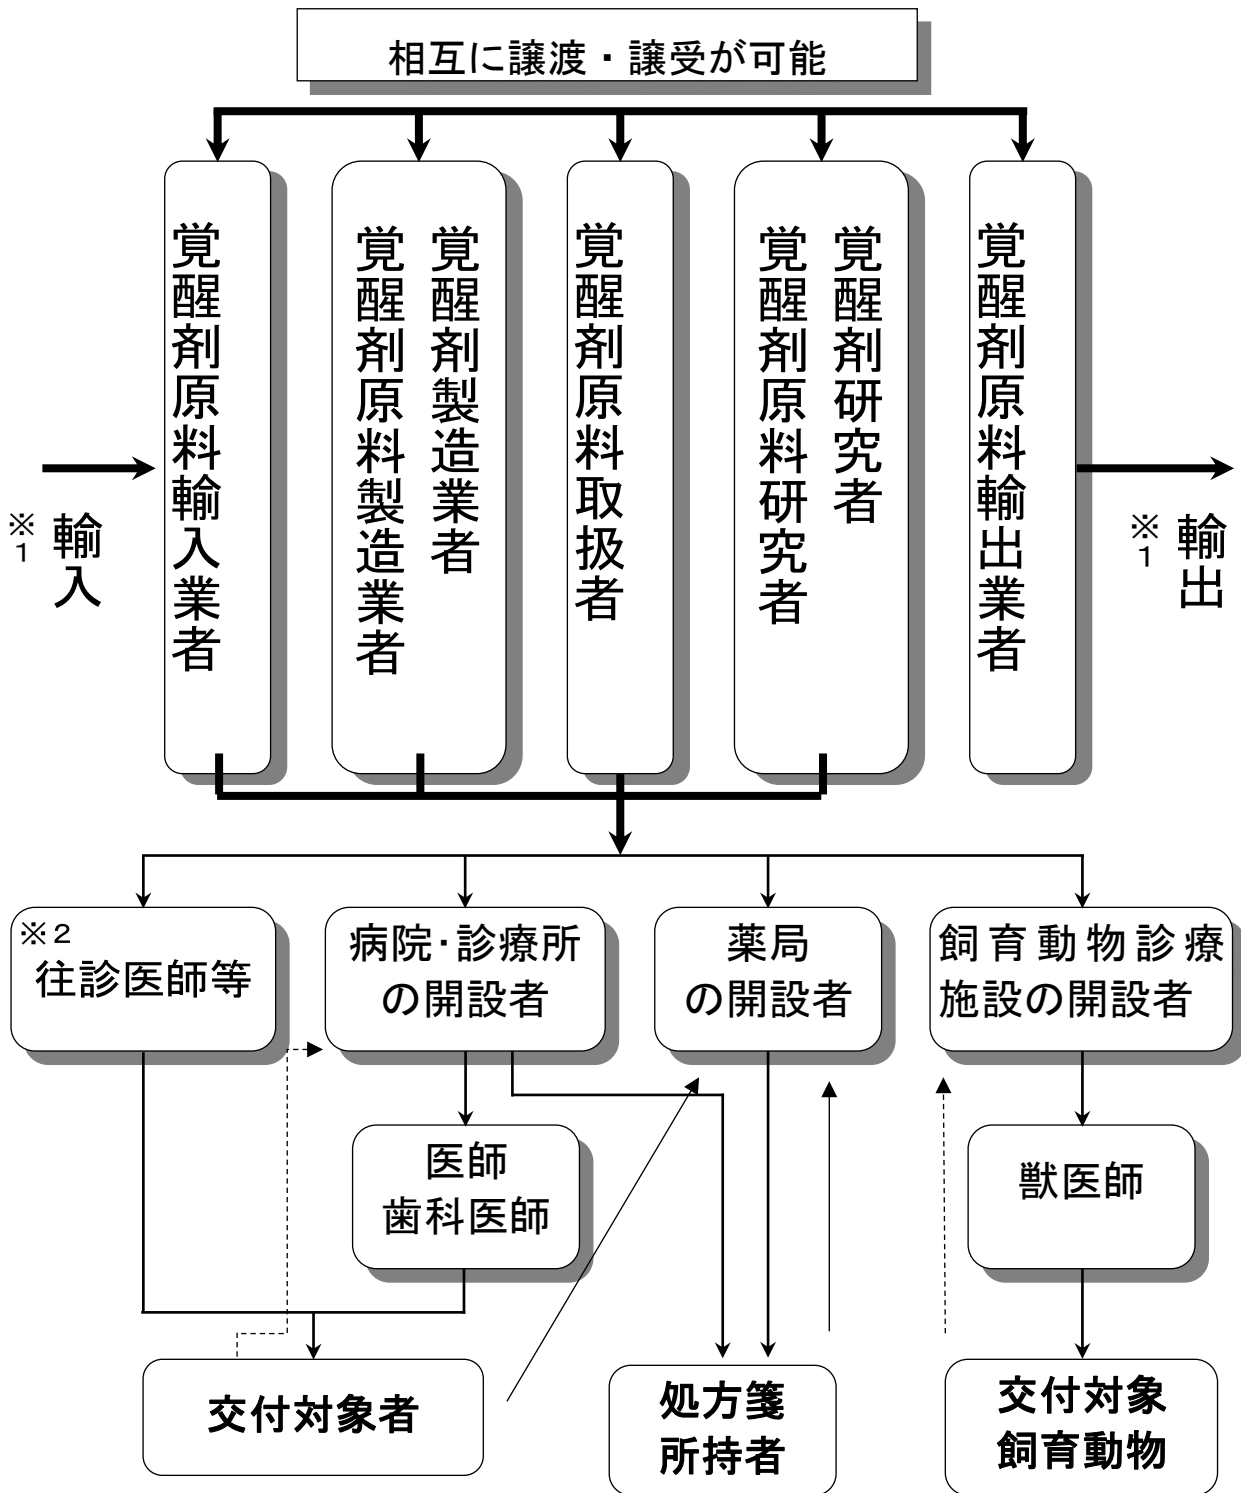 相互に譲渡・譲受が可能
覚醒剤原料輸入業者
覚醒剤製造業者
覚醒剤原料製造業者
覚醒剤原料取扱者
覚醒剤研究者
覚醒剤原料研究者
覚醒剤原料輸出業者
輸入
※1
輸出
※1
※2
往診医師等
病院・診療所
の開設者
薬局
の開設者
飼育動物診療
施設の開設者
医師
歯科医師
獣医師
交付対象者
処方箋
所持者
交付対象
飼育動物